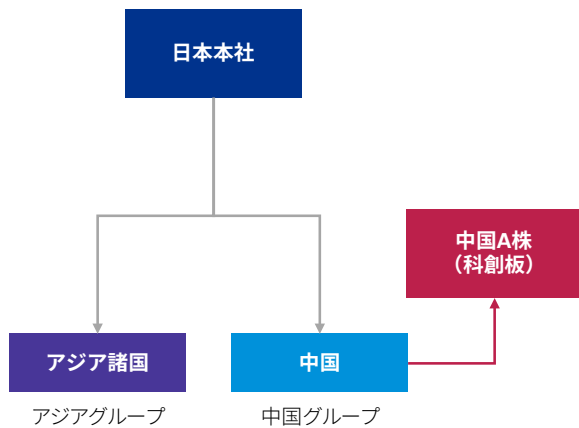 日本本社
中国A株
（科創板）
アジア諸国
中国
アジアグループ
中国グループ